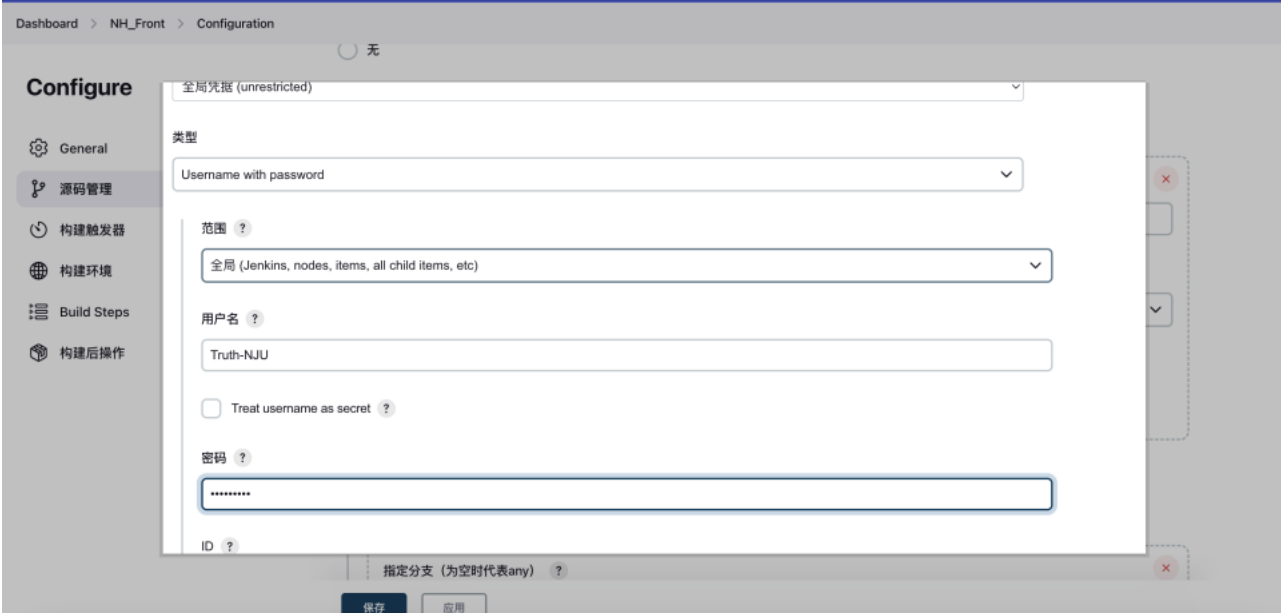 Dashboard > NH_Front > Configuration
无
Configure
全局凭据 (unrestricted)
General
源码管理
构建触发器
构建环境
Build Steps
构建后操作
类型
Username with password
范围 ?
全局 (Jenkins, nodes, items, all child items, etc)
用户名 ?
Truth-NJU
Treat username as secret ?
密码 ?
•••••••••
ID ?
指定分支（为空时代表any） ?
保存 应用